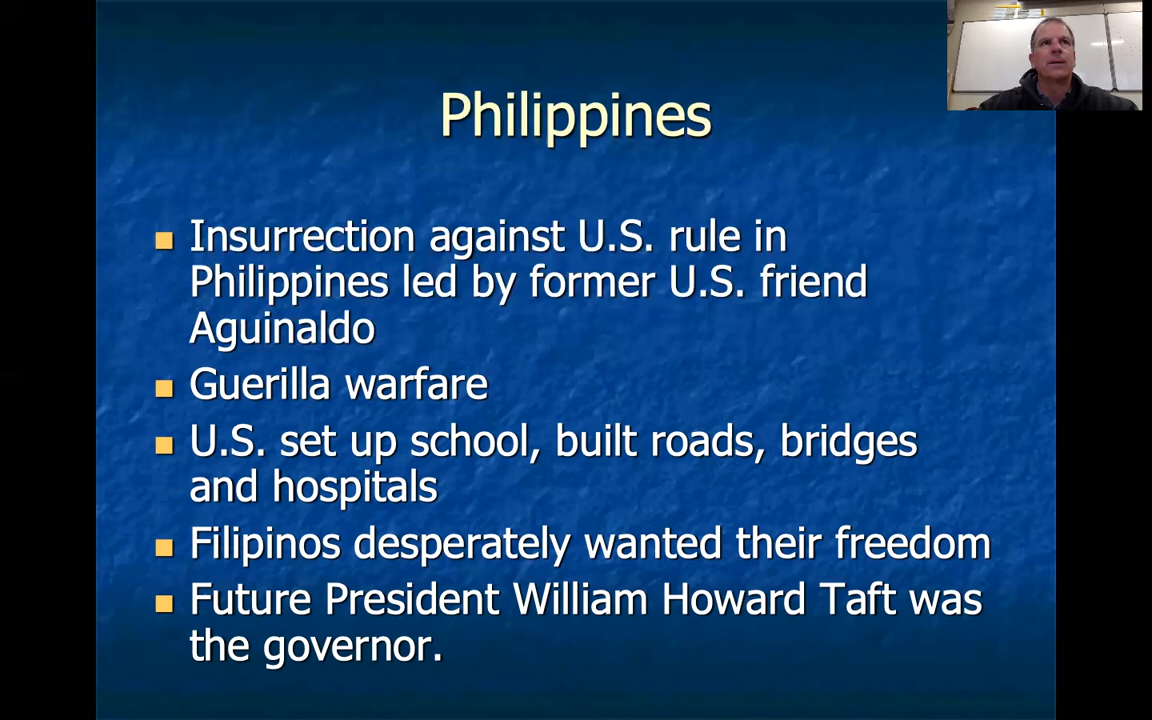 Philippines
Insurrection against U.S. rule in
Philippines led by former U.S. friend
Aguinaldo
Guerilla warfare
U.S. set up school, built roads, bridges
and hospitals
Filipinos desperately wanted their freedom
Future President William Howard Taft was
the governor.